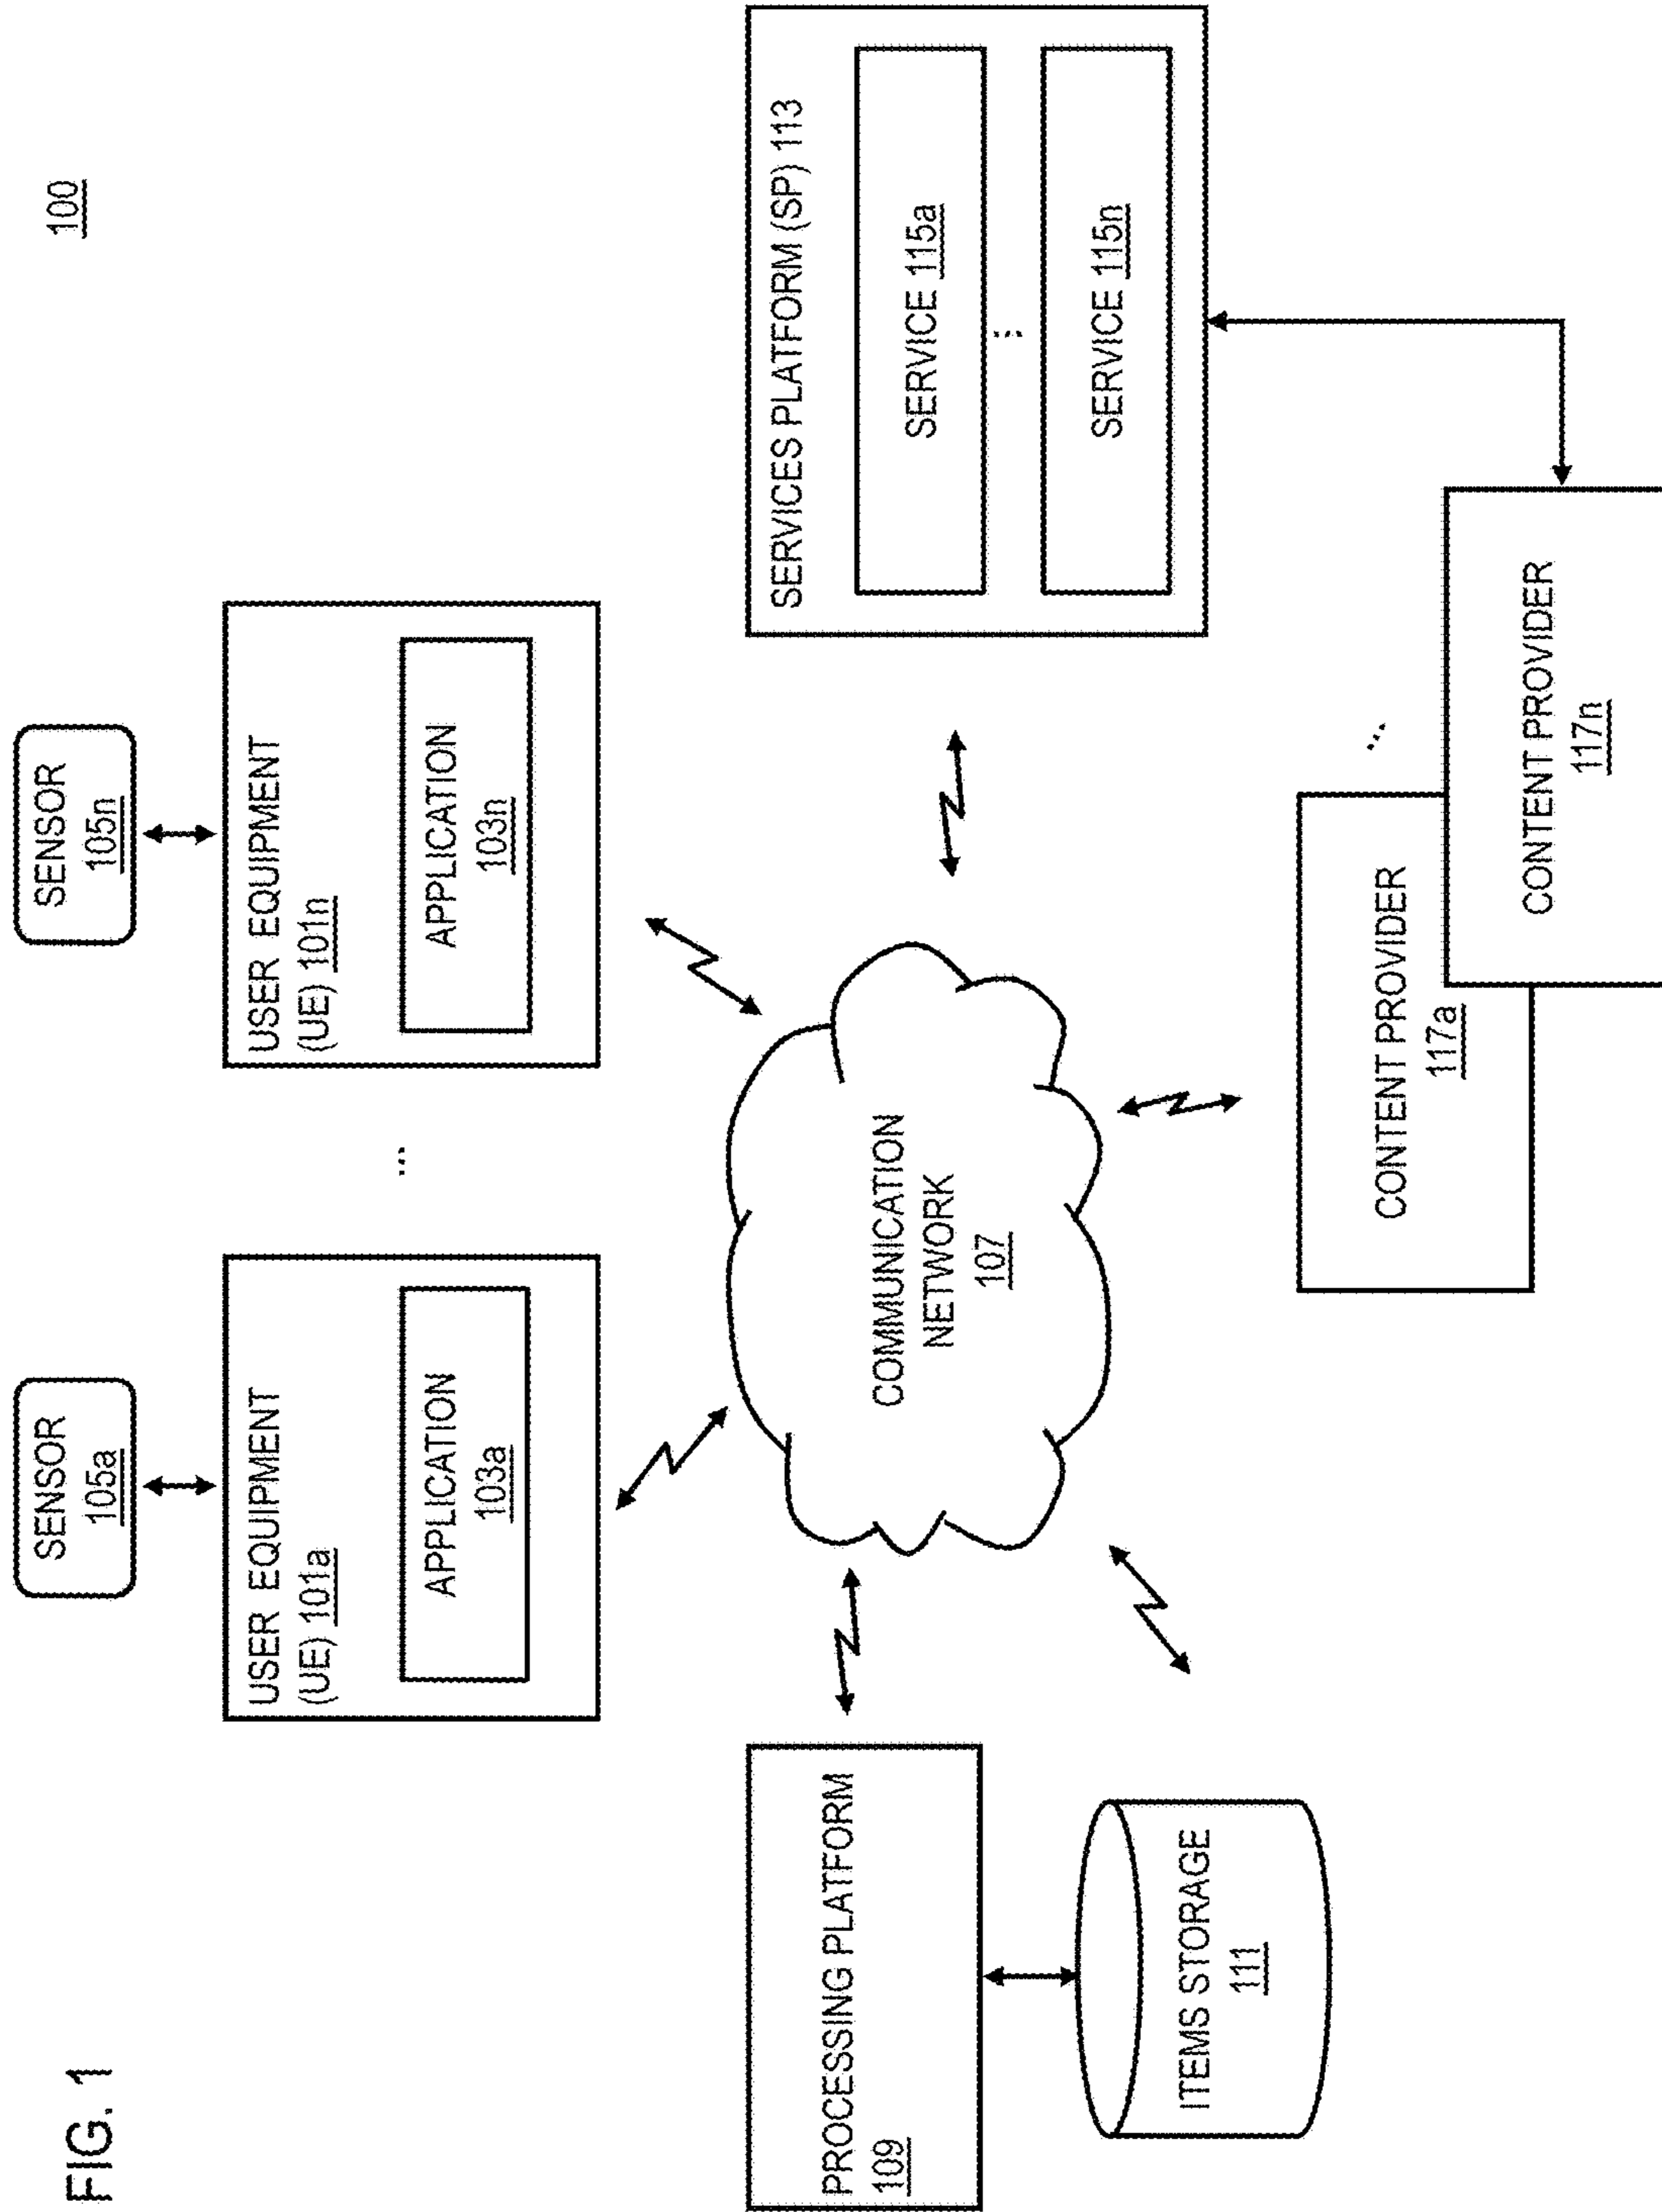 FIG. 1
100
SENSOR
105a
SENSOR
105n
USER EQUIPMENT
(UE) 101a
APPLICATION
103a
...
USER EQUIPMENT
(UE) 101n
APPLICATION
103n
PROCESSING PLATFORM
109
ITEMS STORAGE
111
COMMUNICATION
NETWORK
107
SERVICES PLATFORM (SP) 113
SERVICE 115a
...
SERVICE 115n
CONTENT PROVIDER
117a
...
CONTENT PROVIDER
117n